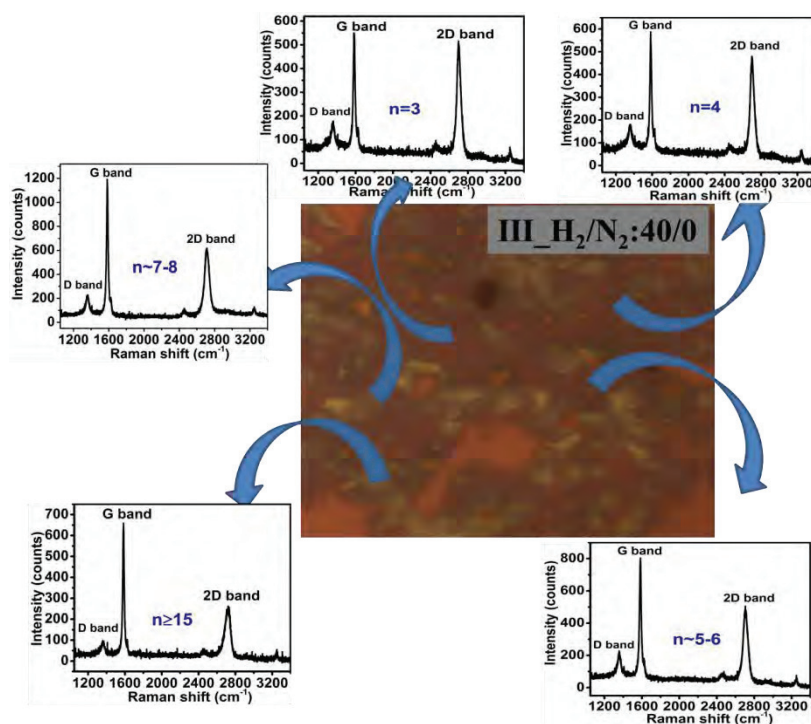 600
500
400
300
200
100
0
Intensity (counts)
G band
2D band
D band
n=3
1200 1600 2000 2400 2800 3200
Raman shift (cm⁻¹)
600
500
400
300
200
100
0
Intensity (counts)
G band
2D band
D band
n=4
1200 1600 2000 2400 2800 3200
Raman shift (cm⁻¹)
1200
1000
800
600
400
200
0
Intensity (counts)
G band
2D band
D band
n~7-8
1200 1600 2000 2400 2800 3200
Raman shift (cm⁻¹)
III_H₂/N₂:40/0
700
600
500
400
300
200
100
0
Intensity (counts)
G band
2D band
D band
n≥15
1200 1600 2000 2400 2800 3200
Raman shift (cm⁻¹)
800
600
400
200
0
Intensity (counts)
G band
2D band
D band
n~5-6
1200 1600 2000 2400 2800 3200
Raman shift (cm⁻¹)